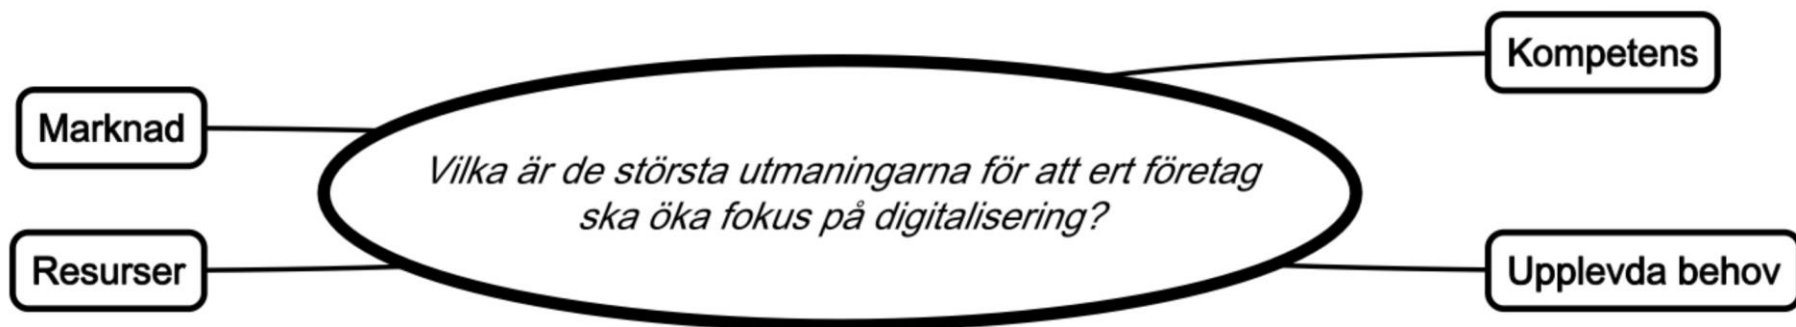 Kompetens
Marknad
Vilka är de största utmaningarna för att ert företag
ska öka fokus på digitalisering?
Resurser
Upplevda behov